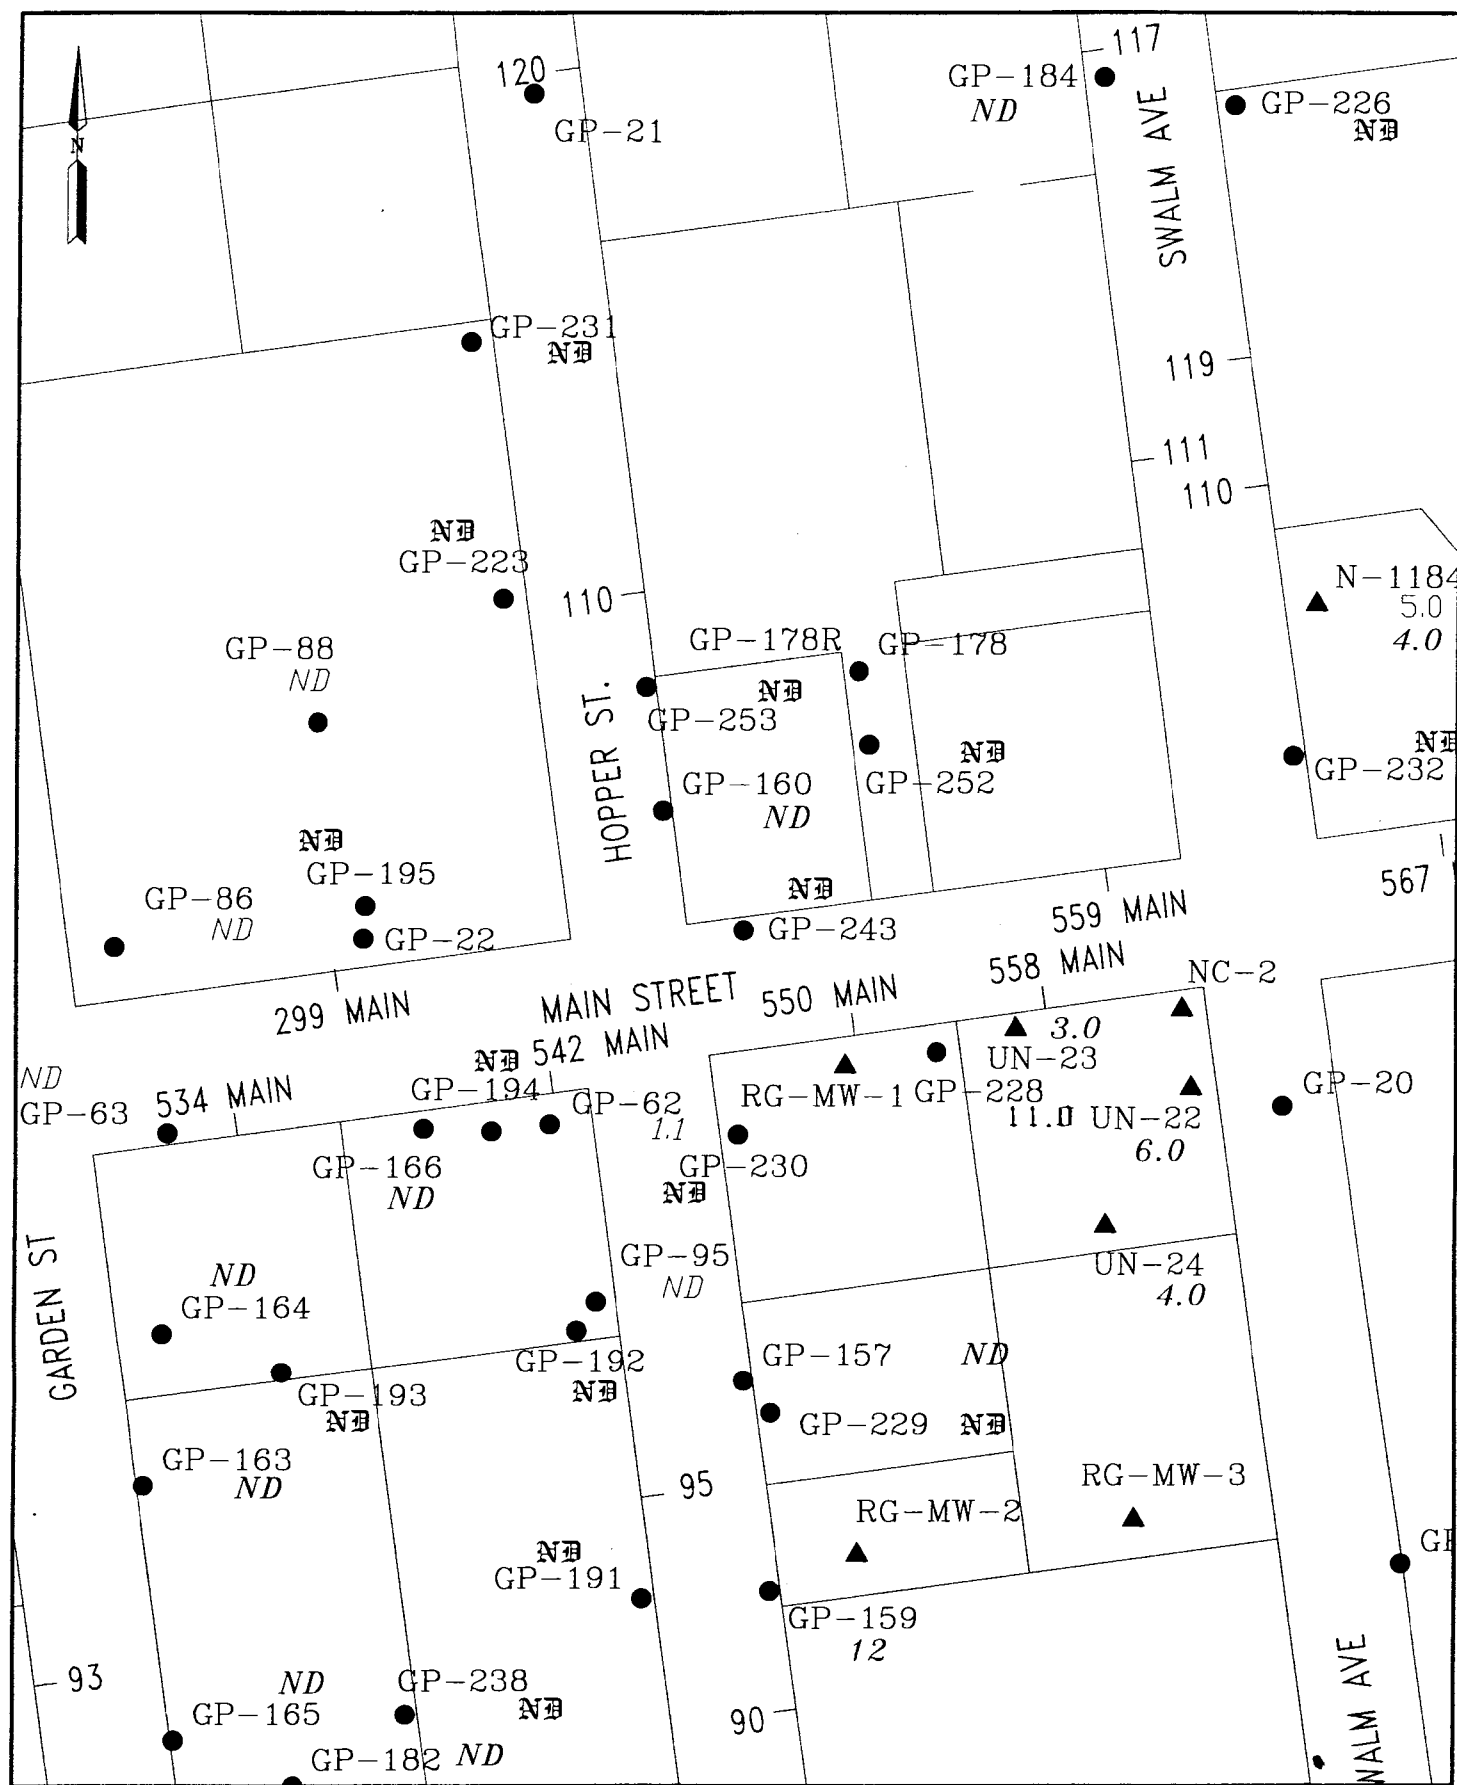 117
120
GP-184
ND
GP-226
ND
GP-21
N
SWALM AVE
GP-231
ND
119
111
110
ND
GP-223
110
N-1184
5.0
4.0
GP-88
ND
GP-178R
GP-178
ND
GP-253
HOPPER ST.
ND
GP-252
ND
GP-232
GP-160
ND
ND
GP-195
GP-86
ND
GP-22
ND
GP-243
567
559 MAIN
558 MAIN
NC-2
299 MAIN
MAIN STREET
550 MAIN
542 MAIN
3.0
UN-23
ND
GP-63
534 MAIN
ND
GP-194
GP-62
1.1
RG-MW-1
GP-228
GP-20
11.0
UN-22
6.0
GP-166
ND
GP-230
ND
GARDEN ST
ND
GP-164
GP-95
ND
UN-24
4.0
GP-192
ND
GP-157
ND
GP-193
ND
GP-229
ND
GP-163
ND
95
RG-MW-3
RG-MW-2
ND
GP-191
GP-159
12
93
ND
GP-238
ND
GP-165
90
GP-182
ND
WALM AVE